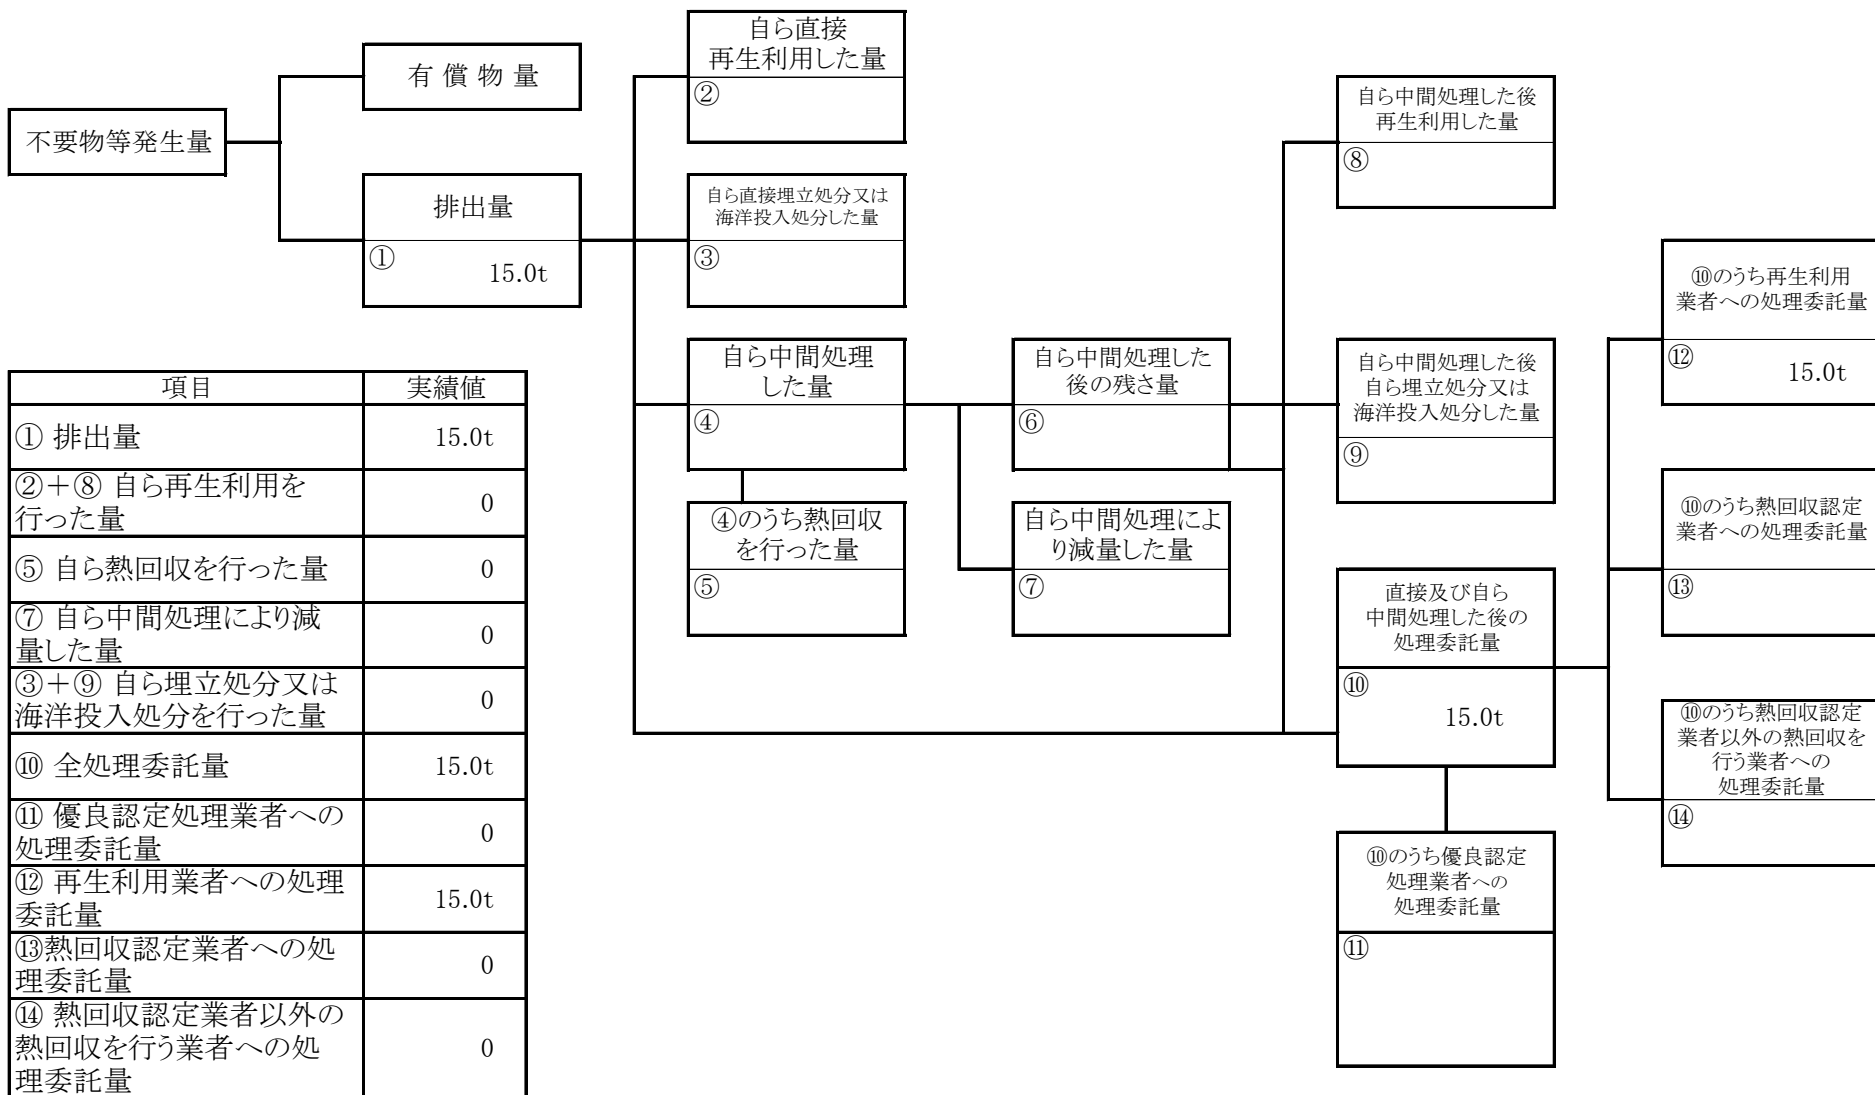 不要物等発生量
有 償 物 量
排出量
①
15.0t
自ら直接
再生利用した量
②
自ら直接埋立処分又は
海洋投入処分した量
③
自ら中間処理
した量
④
④のうち熱回収
を行った量
⑤
自ら中間処理した
後の残さ量
⑥
自ら中間処理によ
り減量した量
⑦
自ら中間処理した後
再生利用した量
⑧
自ら中間処理した後
自ら埋立処分又は
海洋投入処分した量
⑨
直接及び自ら
中間処理した後の
処理委託量
⑩
15.0t
⑩のうち優良認定
処理業者への
処理委託量
⑪
⑩のうち再生利用
業者への処理委託量
⑫
15.0t
⑩のうち熱回収認定
業者への処理委託量
⑬
⑩のうち熱回収認定
業者以外の熱回収を
行う業者への
処理委託量
⑭
項目 実績値
① 排出量 15.0t
②＋⑧ 自ら再生利用を
行った量 0
⑤ 自ら熱回収を行った量 0
⑦ 自ら中間処理により減
量した量 0
③＋⑨ 自ら埋立処分又は
海洋投入処分を行った量 0
⑩ 全処理委託量 15.0t
⑪ 優良認定処理業者への
処理委託量 0
⑫ 再生利用業者への処理
委託量 15.0t
⑬熱回収認定業者への処
理委託量 0
⑭ 熱回収認定業者以外の
熱回収を行う業者への処
理委託量 0